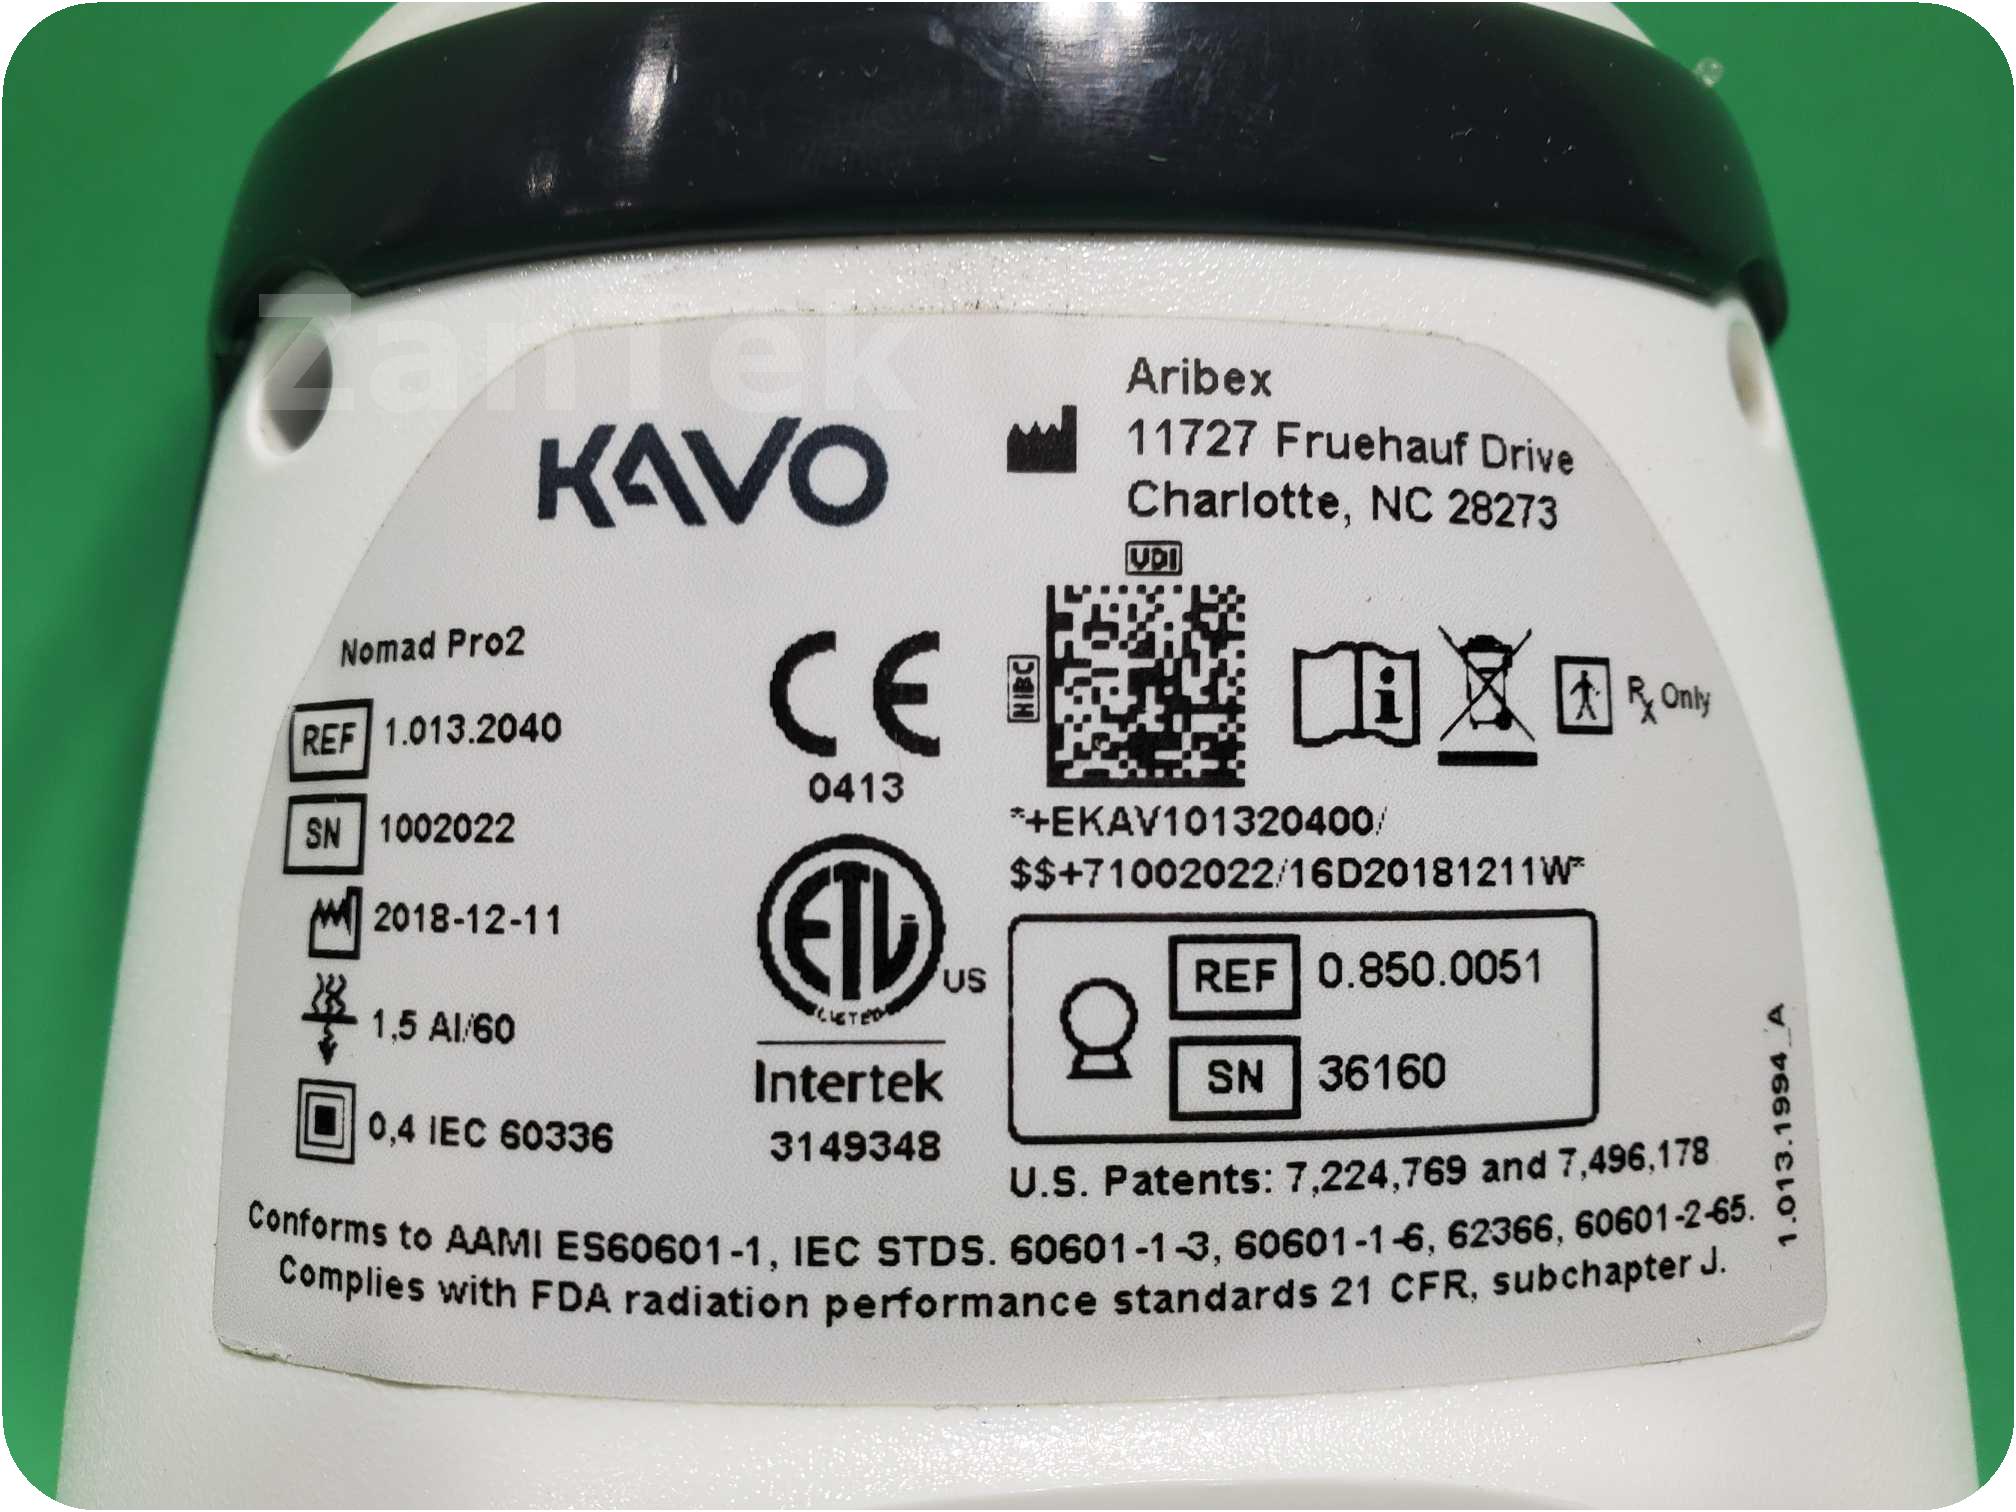 ZanTek
KAVO
Aribex
11727 Fruehauf Drive
Charlotte, NC 28273
UDI
HIBC
Nomad Pro2
REF 1.013.2040
SN 1002022
2018-12-11
1,5 Al/60
0,4 IEC 60336
CE
0413
ETL
LISTED
US
Intertek
3149348
Rx Only
*+EKAV101320400/
$$+71002022/16D20181211W*
REF 0.850.0051
SN 36160
U.S. Patents: 7,224,769 and 7,496,178
1.013.1994_A
Conforms to AAMI ES60601-1, IEC STDS. 60601-1-3, 60601-1-6, 62366, 60601-2-65.
Complies with FDA radiation performance standards 21 CFR, subchapter J.